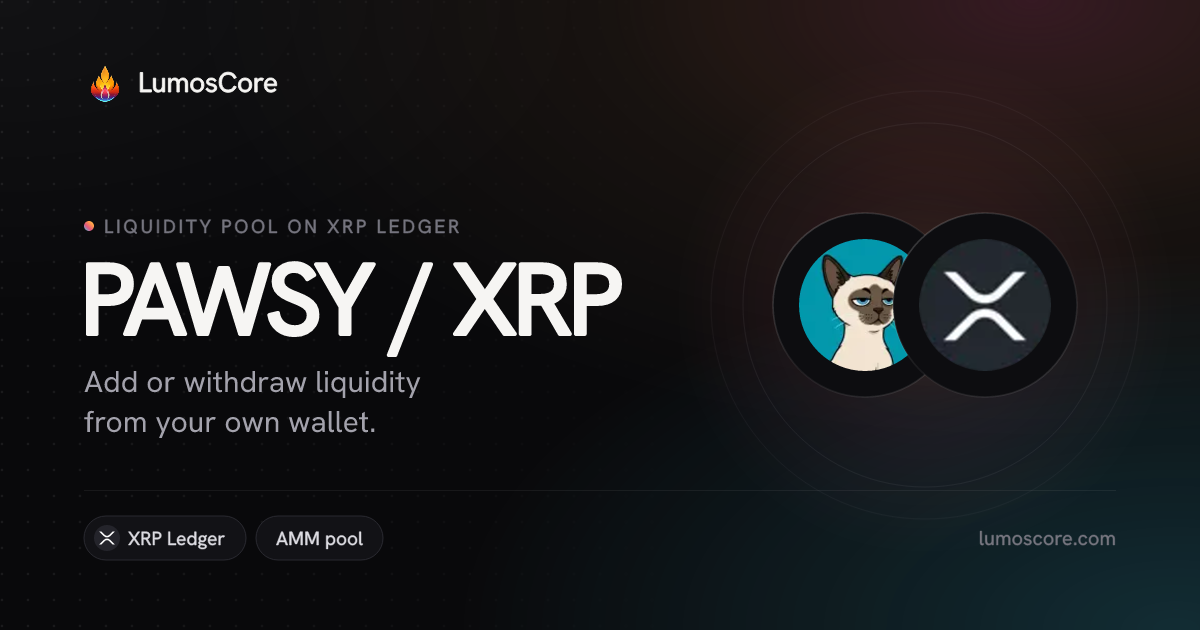 LumosCore
LIQUIDITY POOL ON XRP LEDGER
PAWSY / XRP
Add or withdraw liquidity
from your own wallet.
XRP Ledger
AMM pool
lumoscore.com